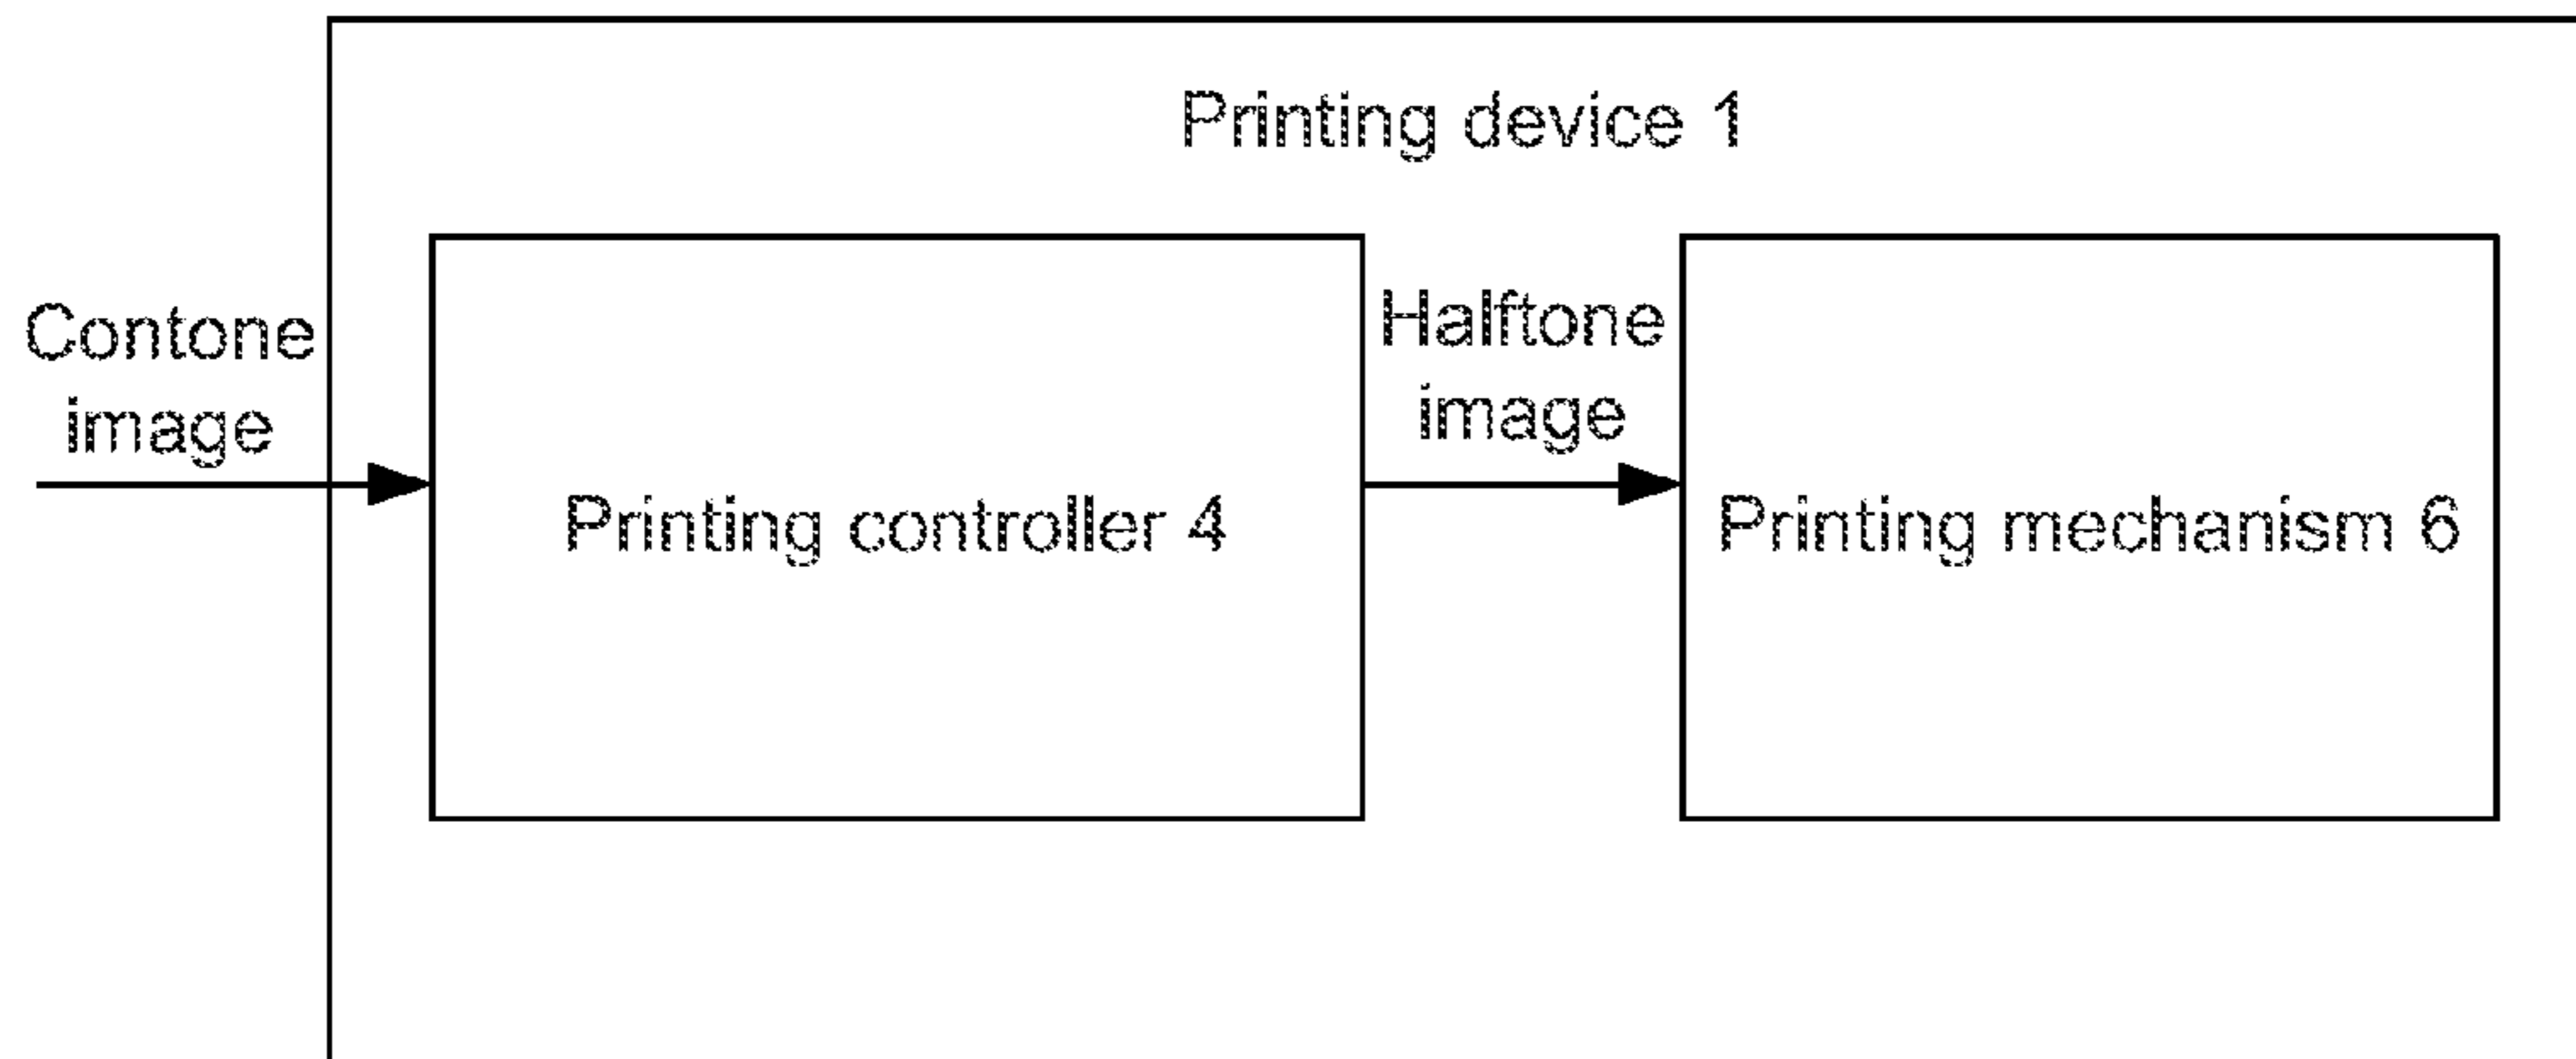 Printing device 1
Contone
image
Printing controller 4
Halftone
image
Printing mechanism 6